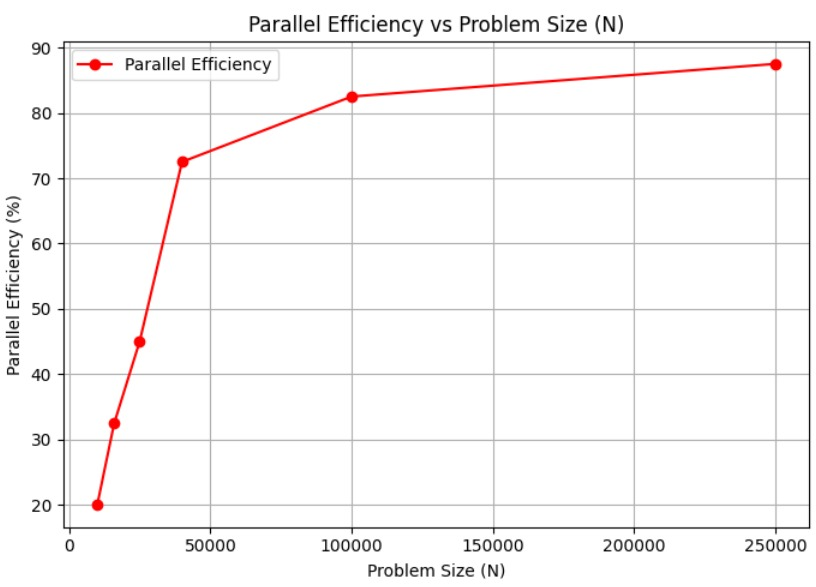 Parallel Efficiency vs Problem Size (N)
Parallel Efficiency
90
80
70
60
50
40
30
20
Parallel Efficiency (%)
0 50000 100000 150000 200000 250000
Problem Size (N)